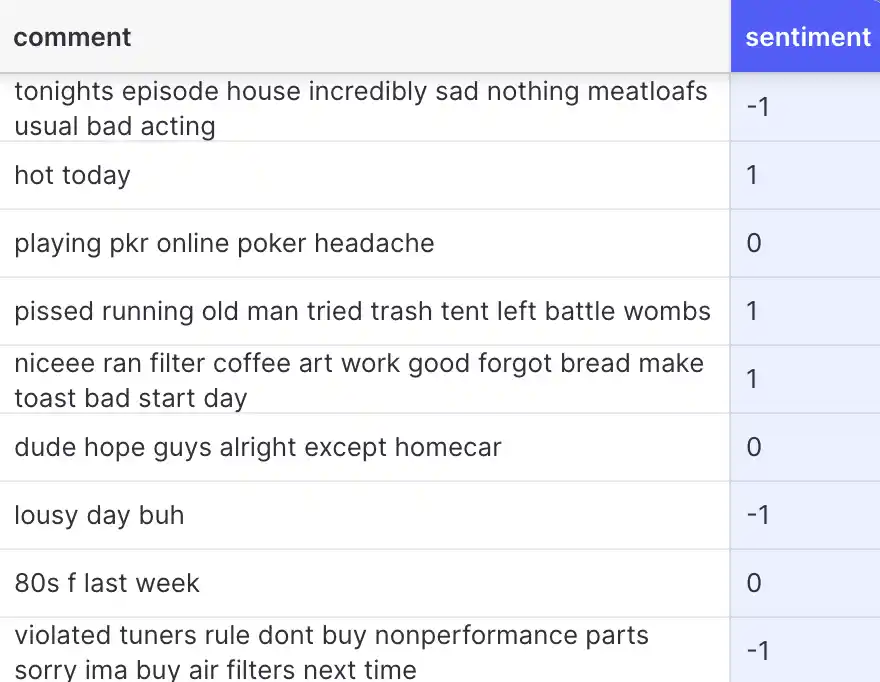 comment sentiment
tonights episode house incredibly sad nothing meatloafs
usual bad acting
-1
hot today 1
playing pkr online poker headache 0
pissed running old man tried trash tent left battle wombs 1
niceee ran filter coffee art work good forgot bread make
toast bad start day
1
dude hope guys alright except homecar 0
lousy day buh -1
80s f last week 0
violated tuners rule dont buy nonperformance parts
sorry ima buy air filters next time
-1